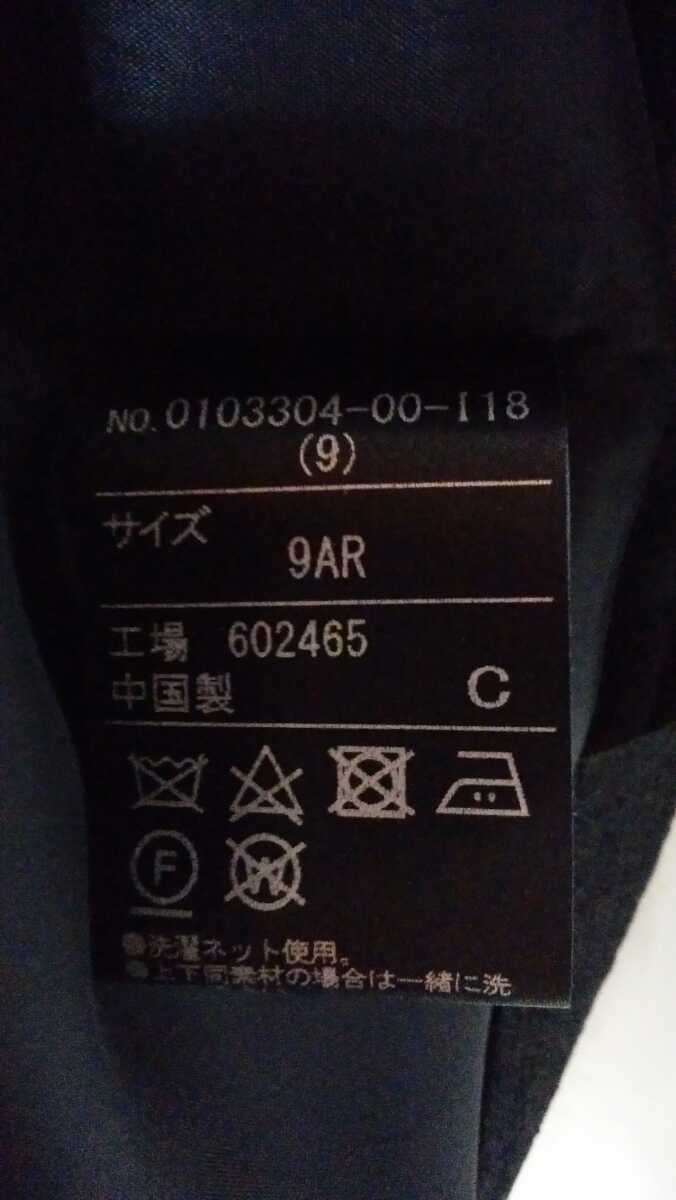 NO. 0103304-00-I18
(9)
サイズ
9AR
工場 602465
中国製 C
F W
●洗濯ネット使用。
●上下同素材の場合は一緒に洗